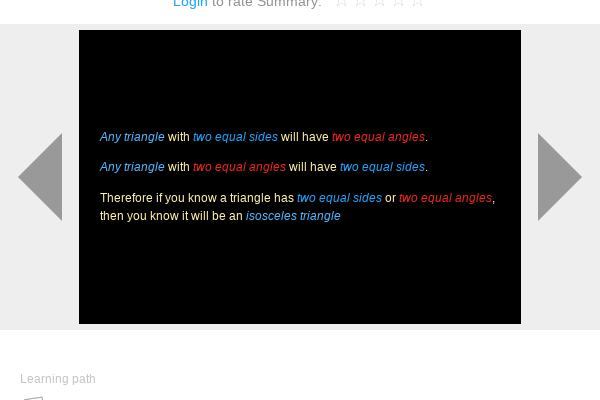 Login to rate Summary:
Any triangle with two equal sides will have two equal angles.
Any triangle with two equal angles will have two equal sides.
Therefore if you know a triangle has two equal sides or two equal angles,
then you know it will be an isosceles triangle
Learning path